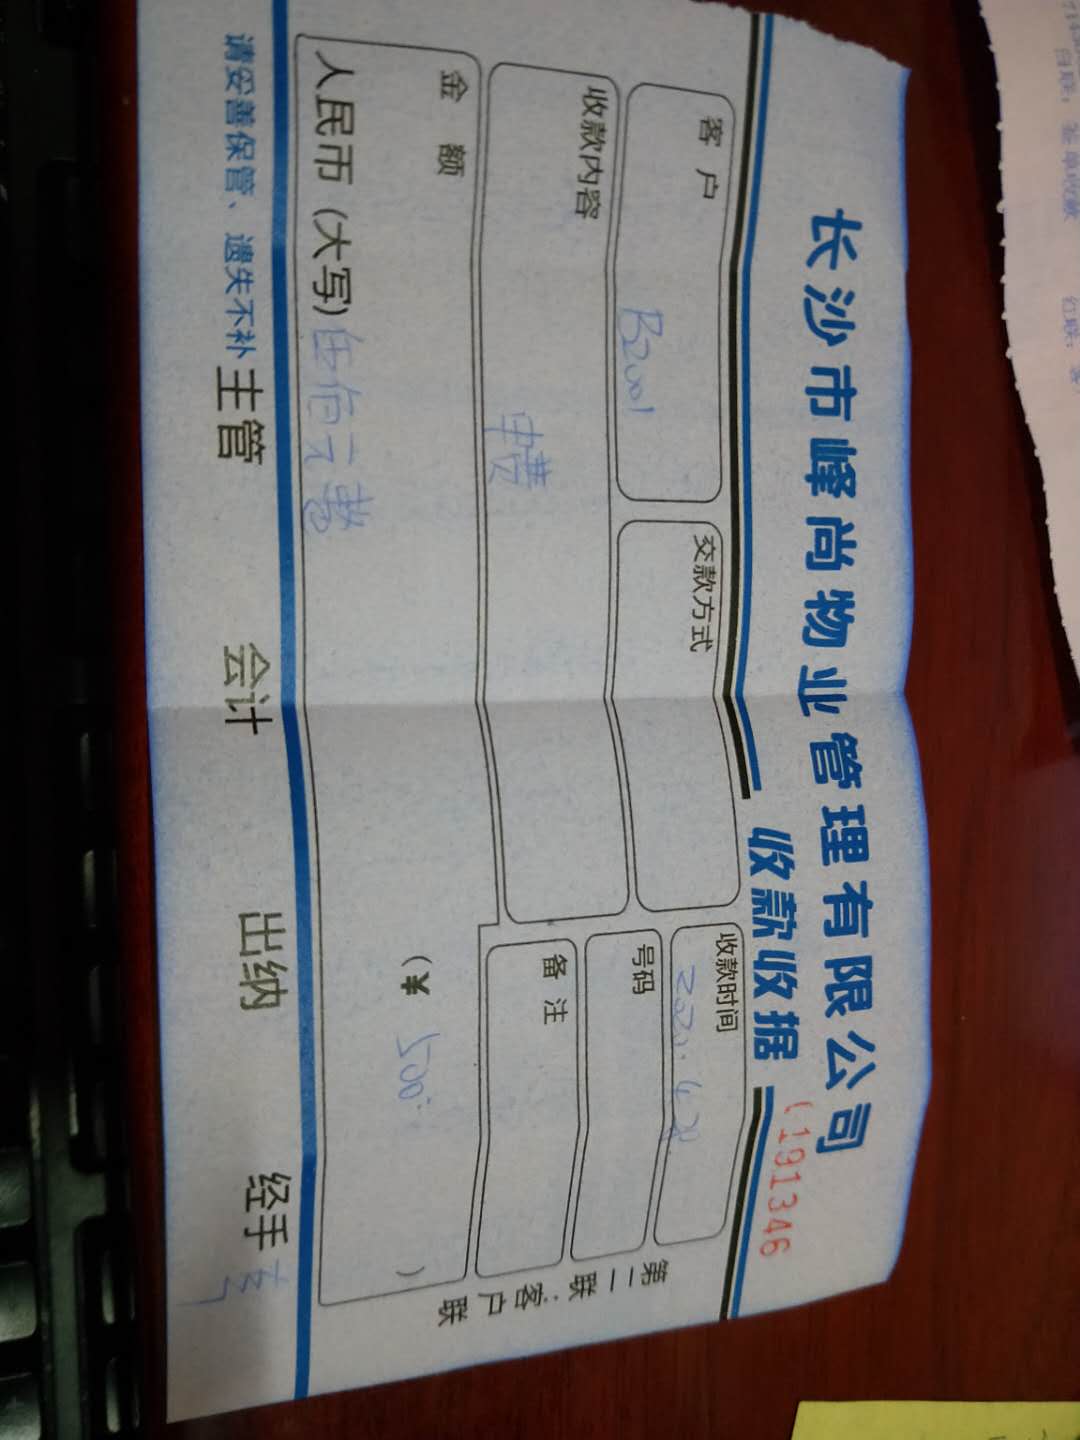 长沙市峰尚物业管理有限公司
收款收据
(191346
客户 B2001
交款方式
收款时间
收款内容 电费
号码
备注
金额
人民币(大写) 伍佰元整
(¥ 500. )
第二联:客户联
请妥善保管、遗失不补
主管 会计 出纳 经手